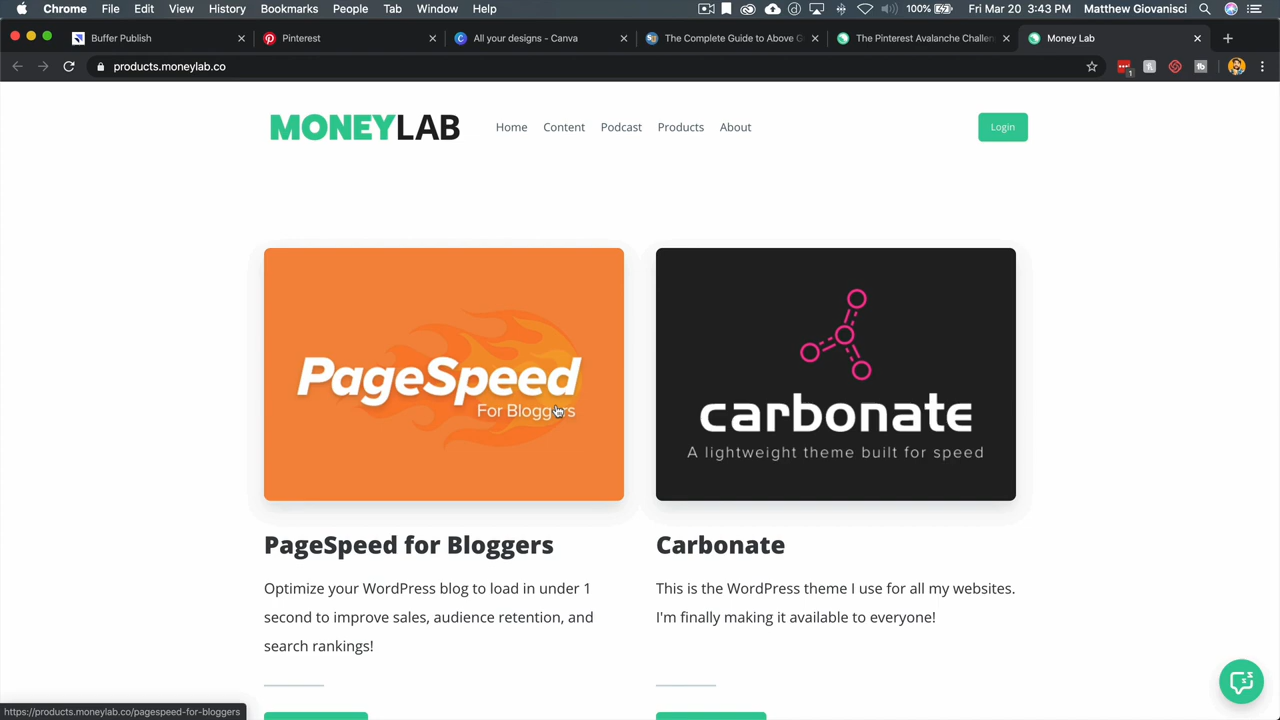 Chrome File Edit View History Bookmarks People Tab Window Help 100% Fri Mar 20 3:43 PM Matthew Giovanisci
Buffer Publish Pinterest All your designs - Canva The Complete Guide to Above G The Pinterest Avalanche Challen Money Lab
products.moneylab.co 1
MONEYLAB Home Content Podcast Products About Login
PageSpeed
For Bloggers
carbonate
A lightweight theme built for speed
PageSpeed for Bloggers
Optimize your WordPress blog to load in under 1
second to improve sales, audience retention, and
search rankings!
Carbonate
This is the WordPress theme I use for all my websites.
I'm finally making it available to everyone!
https://products.moneylab.co/pagespeed-for-bloggers